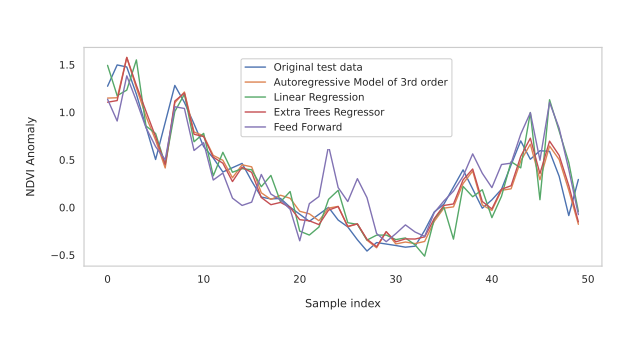 1.5
1.0
0.5
0.0
−0.5
NDVI Anomaly
Original test data
Autoregressive Model of 3rd order
Linear Regression
Extra Trees Regressor
Feed Forward
0 10 20 30 40 50
Sample index